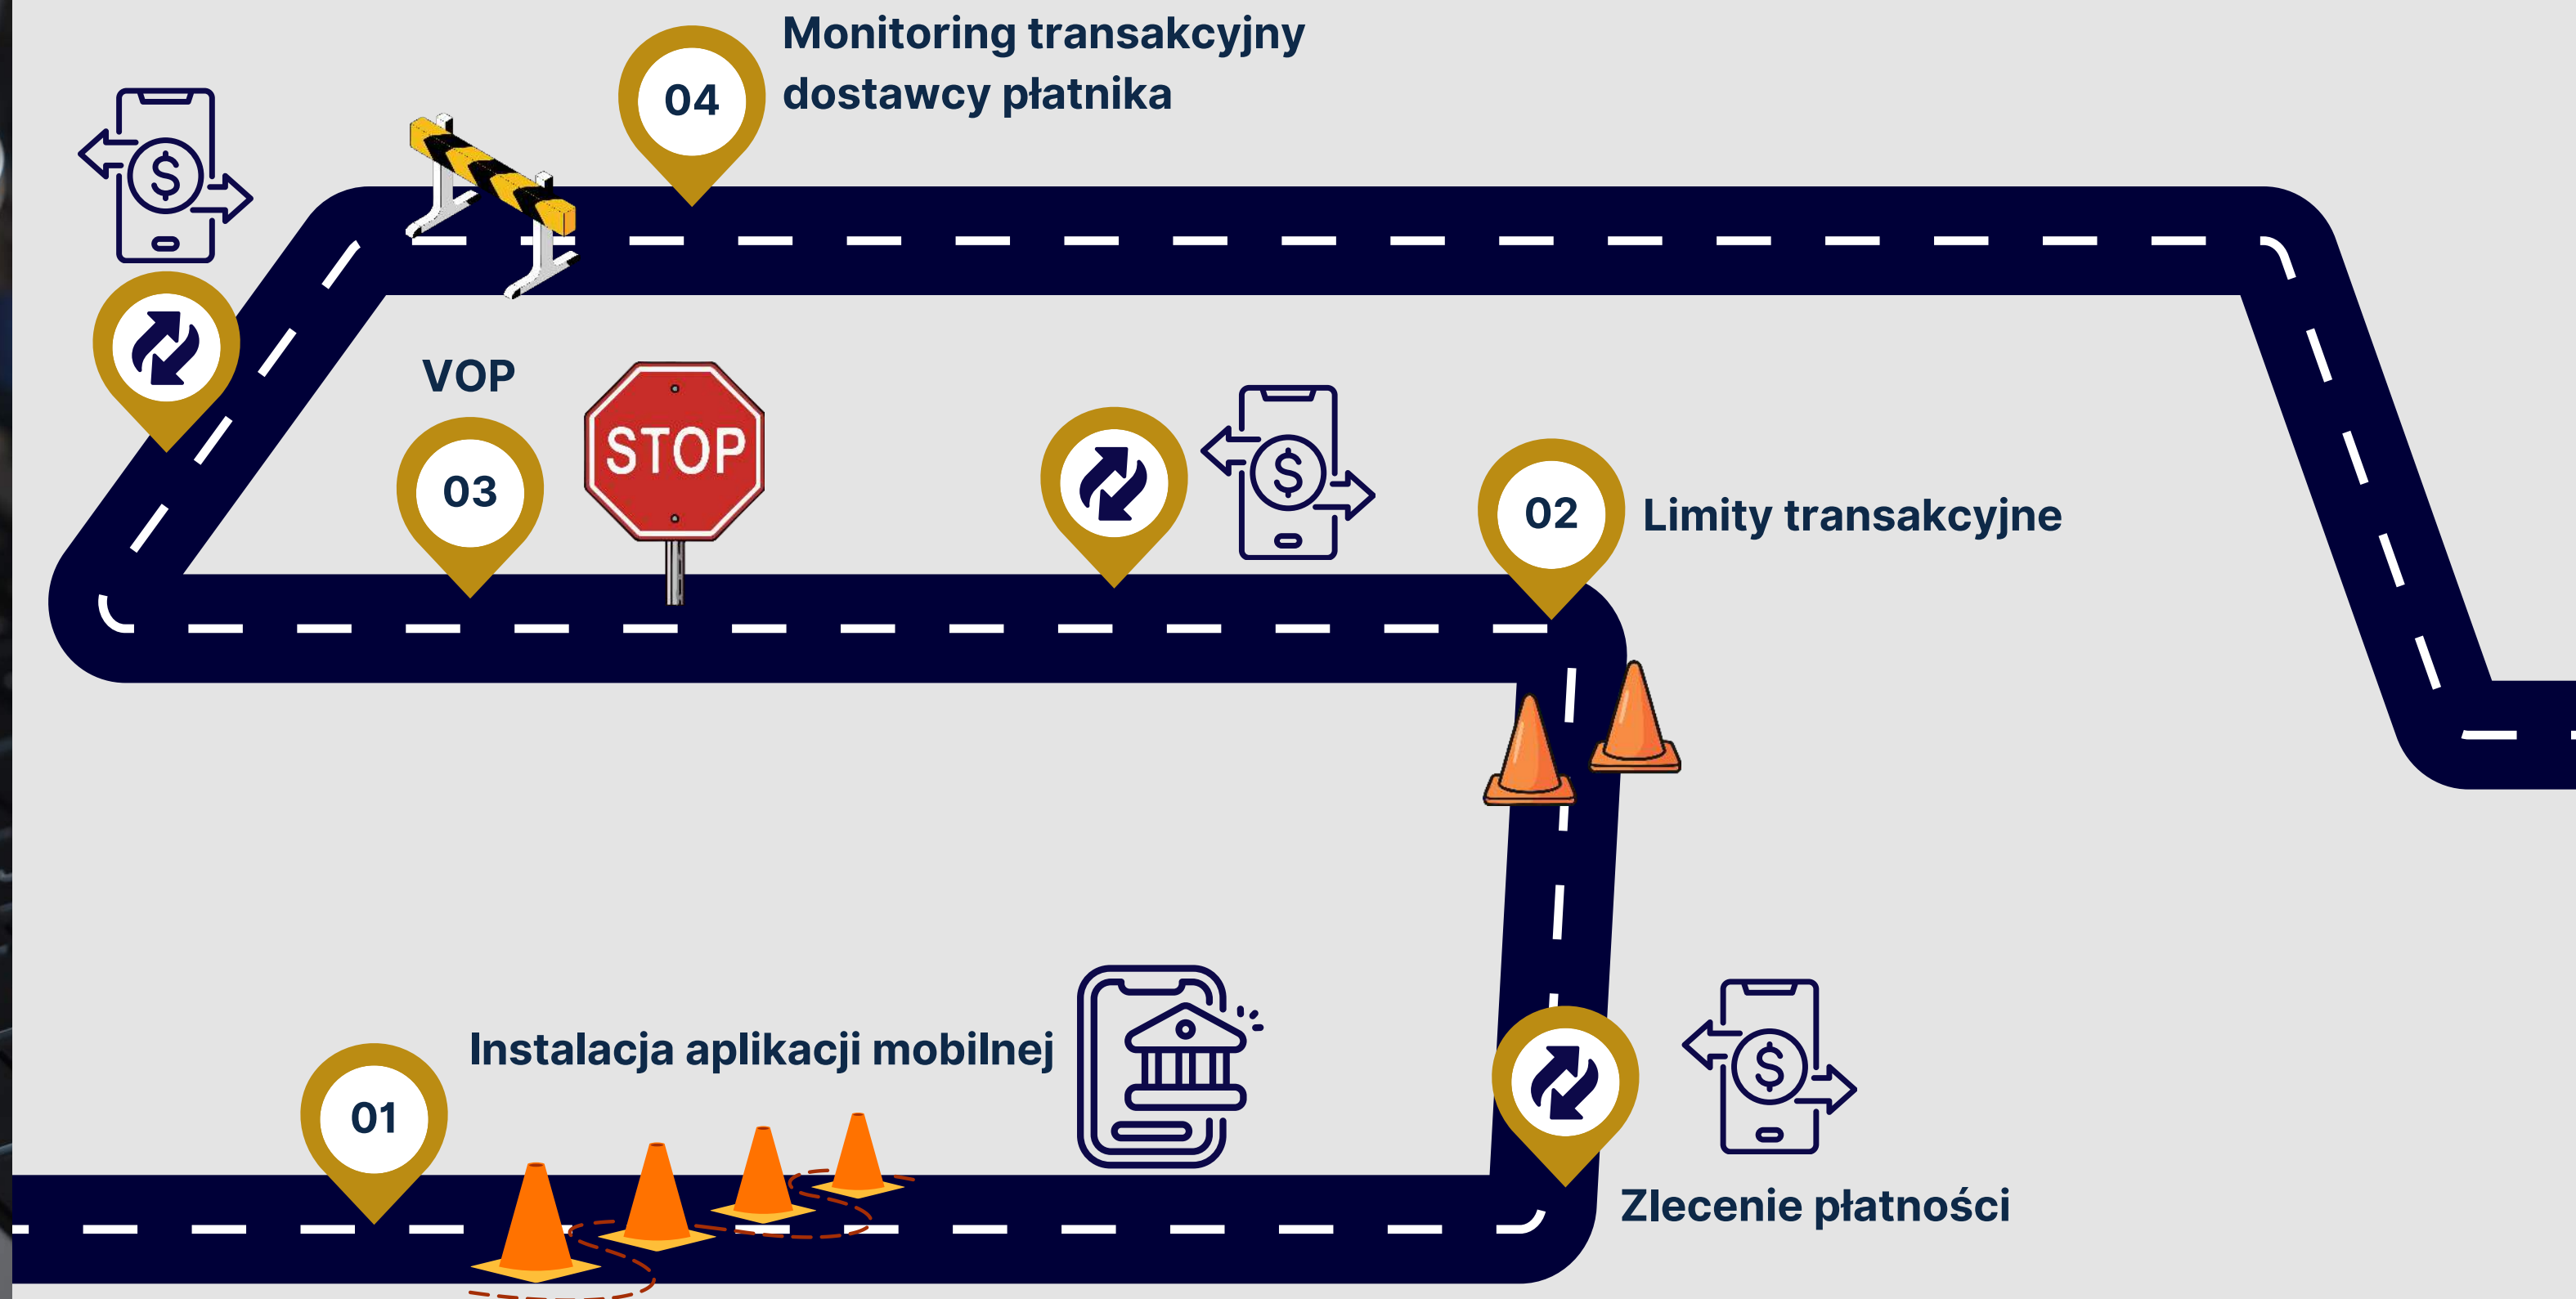 04
Monitoring transakcyjny
dostawcy płatnika
$
VOP
03
STOP
$
02
Limity transakcyjne
01
Instalacja aplikacji mobilnej
$
Zlecenie płatności